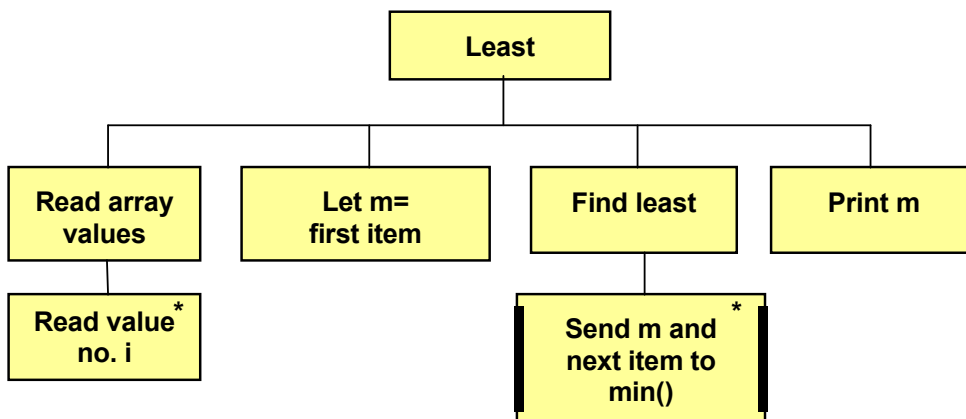 Least
Read array
values
Let m=
first item
Find least
Print m
Read value*
no. i
*
Send m and
next item to
min()